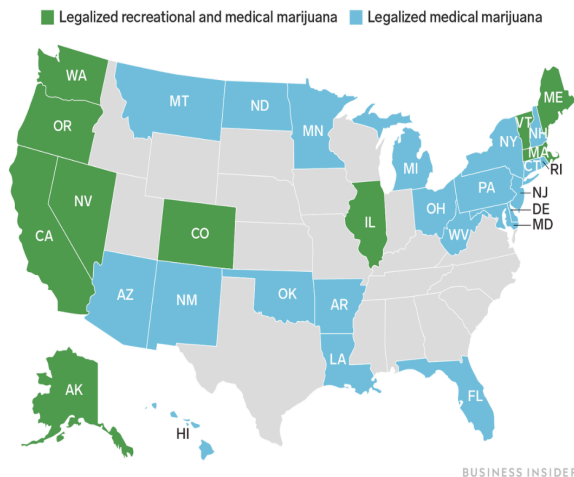 Legalized recreational and medical marijuana
Legalized medical marijuana
WA
MT
ND
MN
OR
ME
VT
NH
NY
MA
CT
RI
MI
NV
CA
CO
IL
OH
PA
NJ
DE
MD
WV
AZ
NM
OK
AR
LA
FL
AK
HI
BUSINESS INSIDER